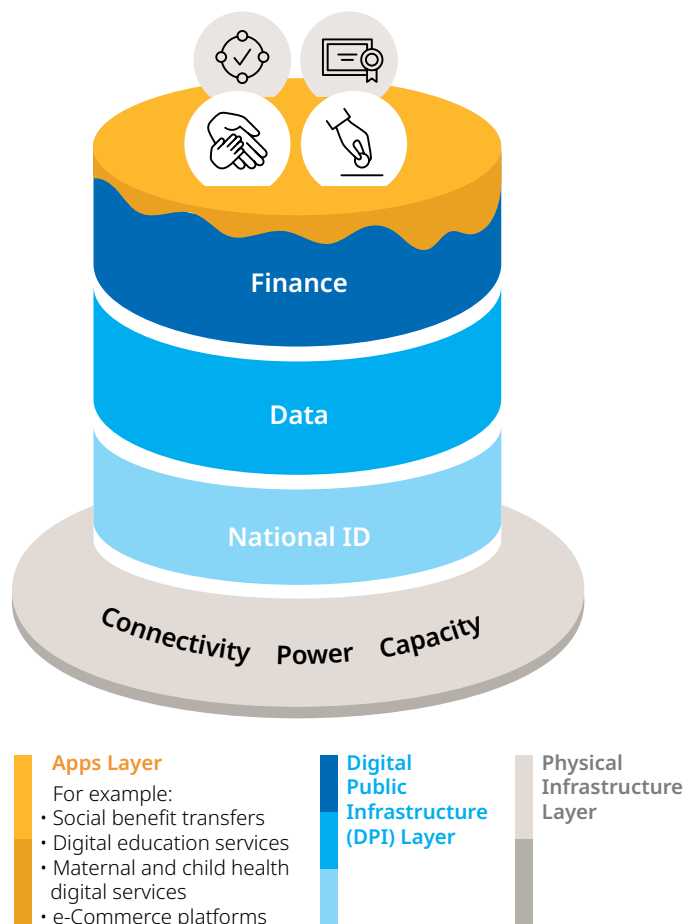 Finance
Data
National ID
Connectivity Power Capacity
Apps Layer
For example:
• Social benefit transfers
• Digital education services
• Maternal and child health
digital services
• e-Commerce platforms
Digital
Public
Infrastructure
(DPI) Layer
Physical
Infrastructure
Layer